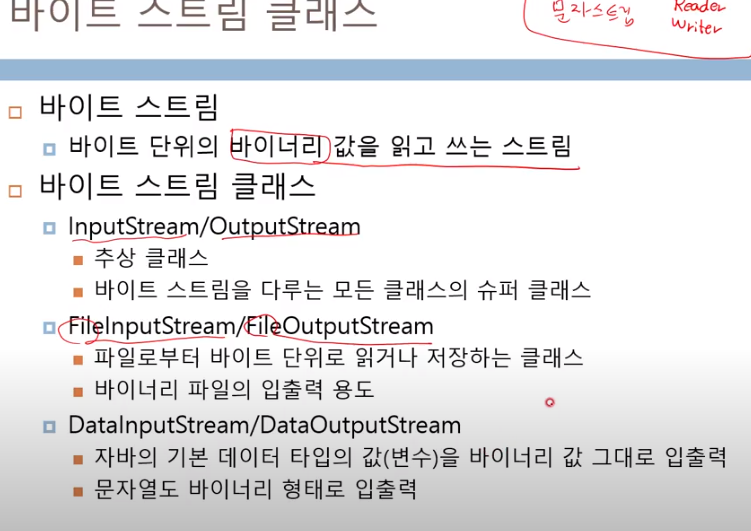 바이트 스트림 클래스
문자스트림 Reader
Writer
바이트 스트림
바이트 단위의 바이너리 값을 읽고 쓰는 스트림
바이트 스트림 클래스
InputStream/OutputStream
추상 클래스
바이트 스트림을 다루는 모든 클래스의 슈퍼 클래스
FileInputStream/FileOutputStream
파일로부터 바이트 단위로 읽거나 저장하는 클래스
바이너리 파일의 입출력 용도
DataInputStream/DataOutputStream
자바의 기본 데이터 타입의 값(변수)을 바이너리 값 그대로 입출력
문자열도 바이너리 형태로 입출력